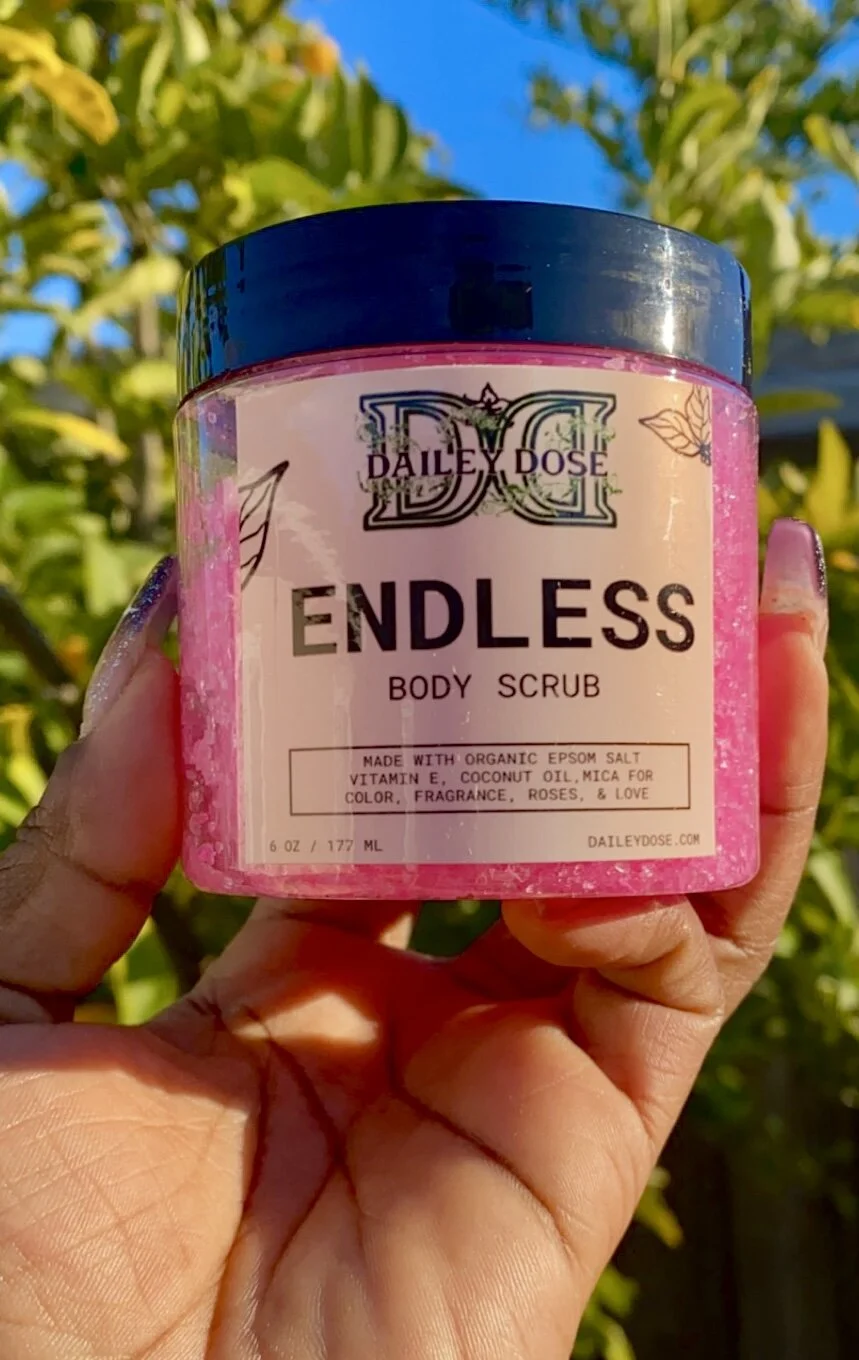 DAILEY DOSE
ENDLESS
BODY SCRUB
MADE WITH ORGANIC EPSOM SALT
VITAMIN E, COCONUT OIL,MICA FOR
COLOR, FRAGRANCE, ROSES, & LOVE
6 OZ / 177 ML
DAILEYDOSE.COM